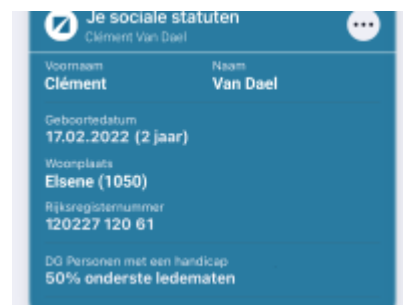 Je sociale statuten
Clément Van Dael
Voornaam Naam
Clément Van Dael
Geboortedatum
17.02.2022 (2 jaar)
Woonplaats
Elsene (1050)
Rijksregisternummer
120227 120 61
DG Personen met een handicap
50% onderste ledematen